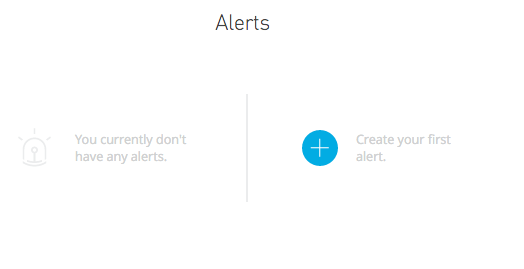 Alerts
You currently don't
have any alerts.
Create your first
alert.